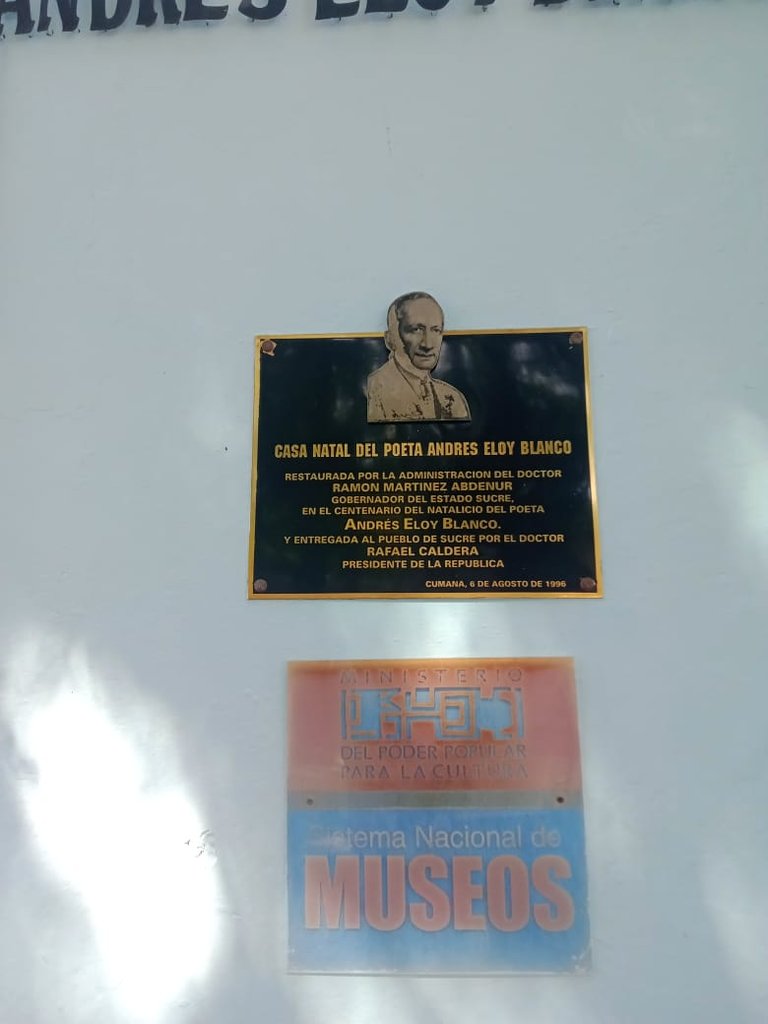 ANDRÉS ELOY
CASA NATAL DEL POETA ANDRES ELOY BLANCO
RESTAURADA POR LA ADMINISTRACION DEL DOCTOR
RAMON MARTINEZ ABDENUR
GOBERNADOR DEL ESTADO SUCRE,
EN EL CENTENARIO DEL NATALICIO DEL POETA
ANDRÉS ELOY BLANCO.
Y ENTREGADA AL PUEBLO DE SUCRE POR EL DOCTOR
RAFAEL CALDERA
PRESIDENTE DE LA REPUBLICA
CUMANA, 6 DE AGOSTO DE 1996
MINISTERIO
DEL PODER POPULAR
PARA LA CULTURA
Sistema Nacional de
MUSEOS